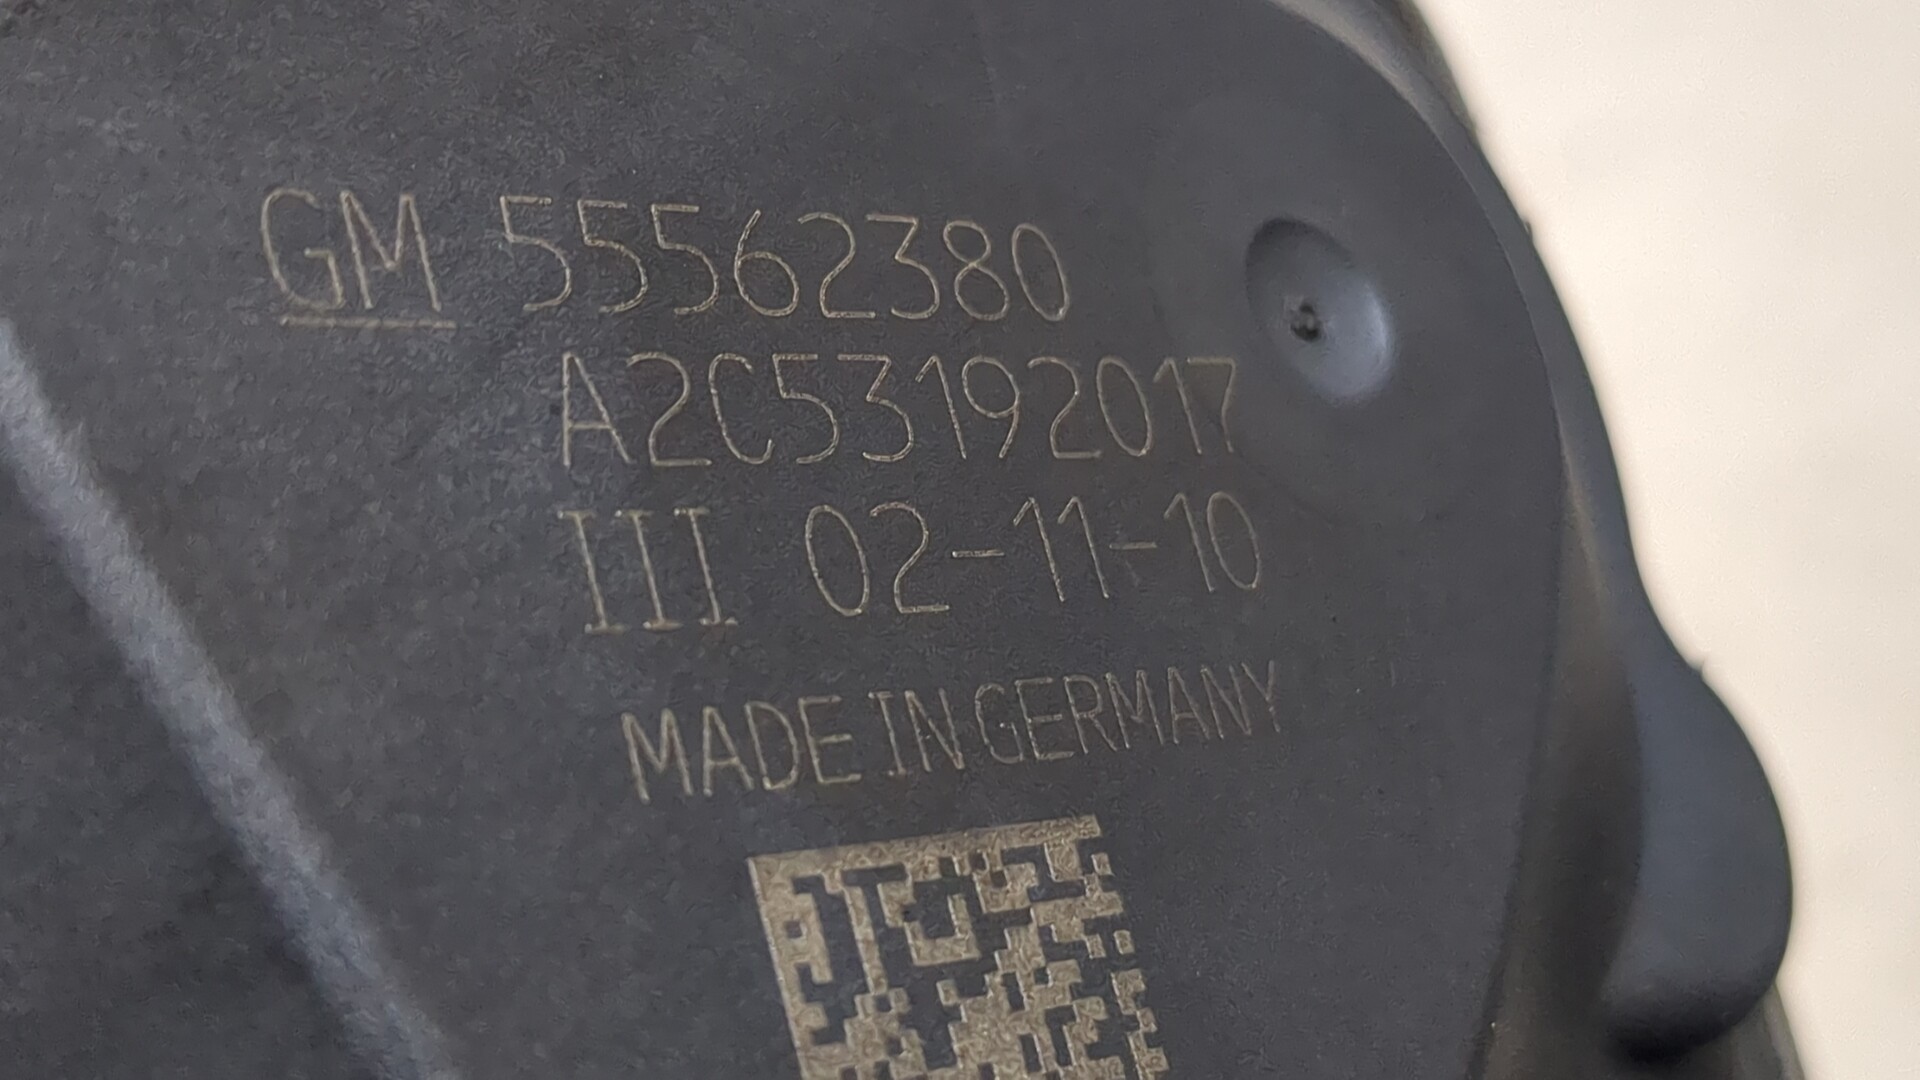 GM 55562380
A2C53192017
III 02-11-10
MADE IN GERMANY